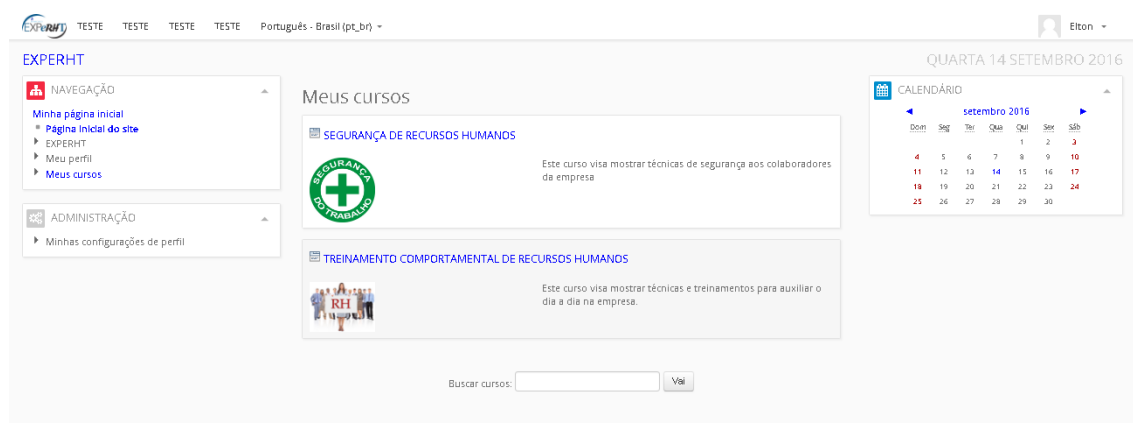 EXPeRHT TESTE TESTE TESTE TESTE Português - Brasil (pt_br) Elton
EXPERHT
QUARTA 14 SETEMBRO 2016
NAVEGAÇÃO
Minha página inicial
Página inicial do site
EXPERHT
Meu perfil
Meus cursos
ADMINISTRAÇÃO
Minhas configurações de perfil
Meus cursos
SEGURANÇA DE RECURSOS HUMANOS
SEGURANÇA
DO TRABALHO
Este curso visa mostrar técnicas de segurança aos colaboradores
da empresa
TREINAMENTO COMPORTAMENTAL DE RECURSOS HUMANOS
RH
Este curso visa mostrar técnicas e treinamentos para auxiliar o
dia a dia na empresa.
Buscar cursos: Vai
CALENDÁRIO
◄ setembro 2016 ►
Dom Seg Ter Qua Qui Sex Sáb
1 2 3
4 5 6 7 8 9 10
11 12 13 14 15 16 17
18 19 20 21 22 23 24
25 26 27 28 29 30